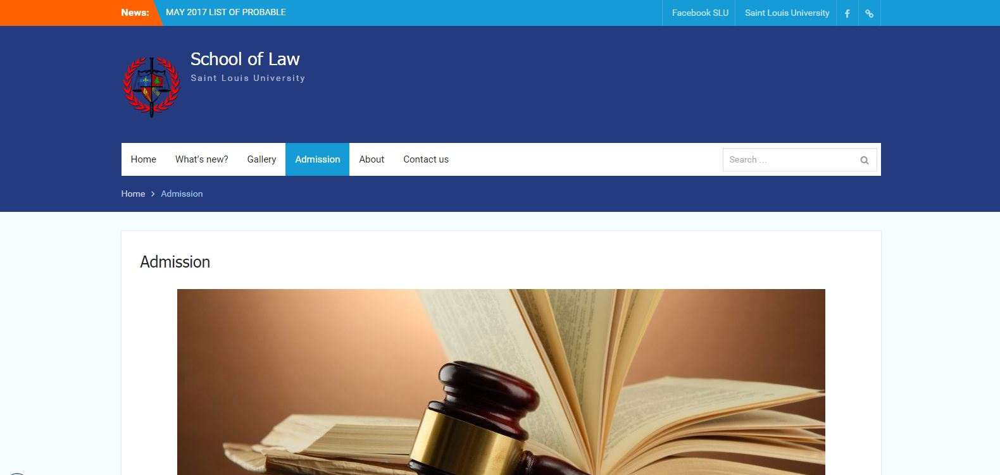 News: MAY 2017 LIST OF PROBABLE Facebook SLU Saint Louis University
School of Law
Saint Louis University
Home What's new? Gallery Admission About Contact us Search ...
Home > Admission
Admission